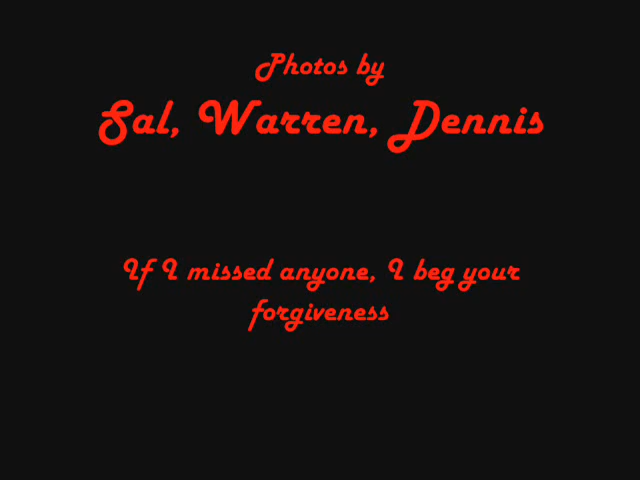 Photos by
Sal, Warren, Dennis
If I missed anyone, I beg your
forgiveness